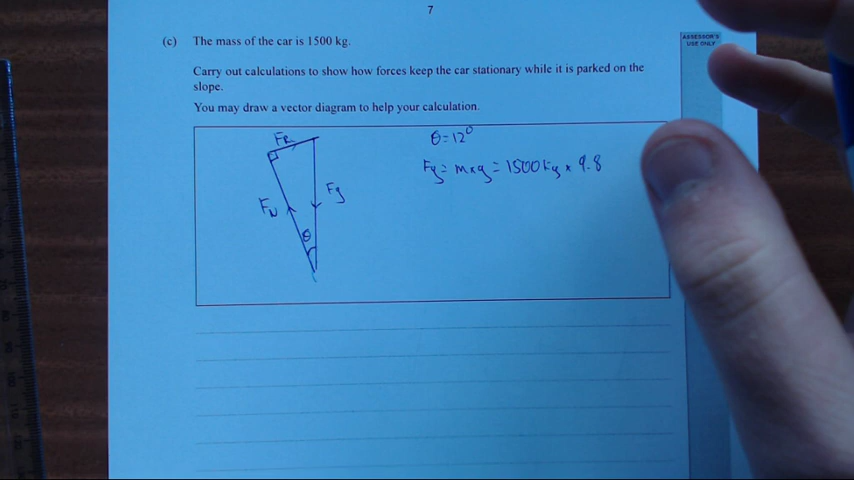 7
ASSESSOR'S
USE ONLY
(c) The mass of the car is 1500 kg.
Carry out calculations to show how forces keep the car stationary while it is parked on the
slope.
You may draw a vector diagram to help your calculation.
FR
θ = 12°
Fg = m×g = 1500 kg × 9.8
Fg
FN
θ